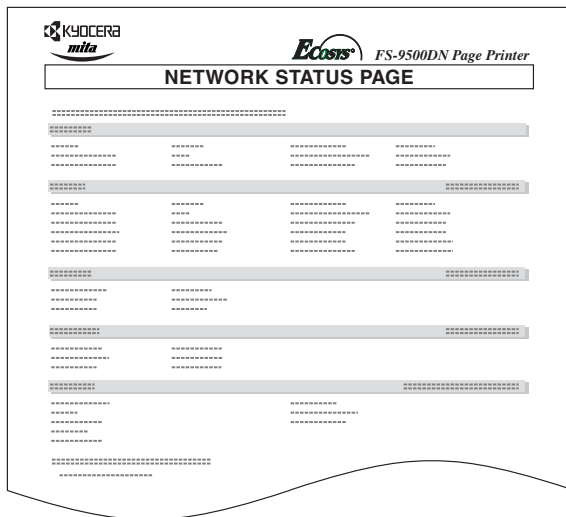 KYOCERA
mita
ECOSYS FS-9500DN Page Printer
NETWORK STATUS PAGE